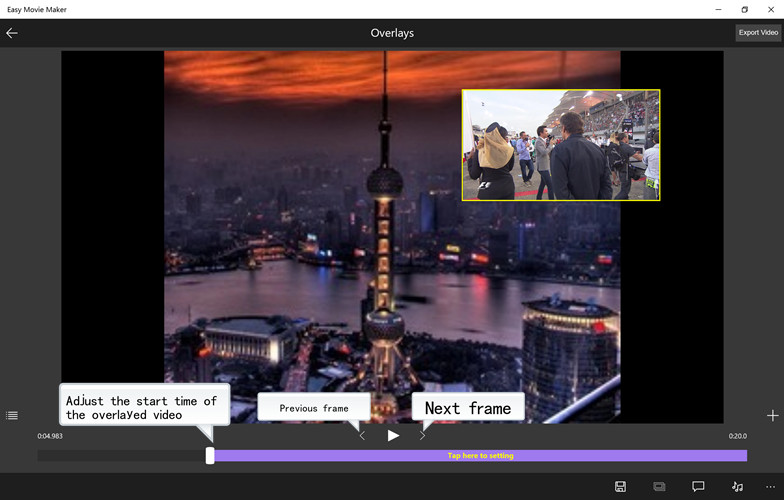 Easy Movie Maker
Overlays
Export Video
Adjust the start time of
the overlayed video
Previous frame
Next frame
0:04.983
0:20.0
Tap here to setting